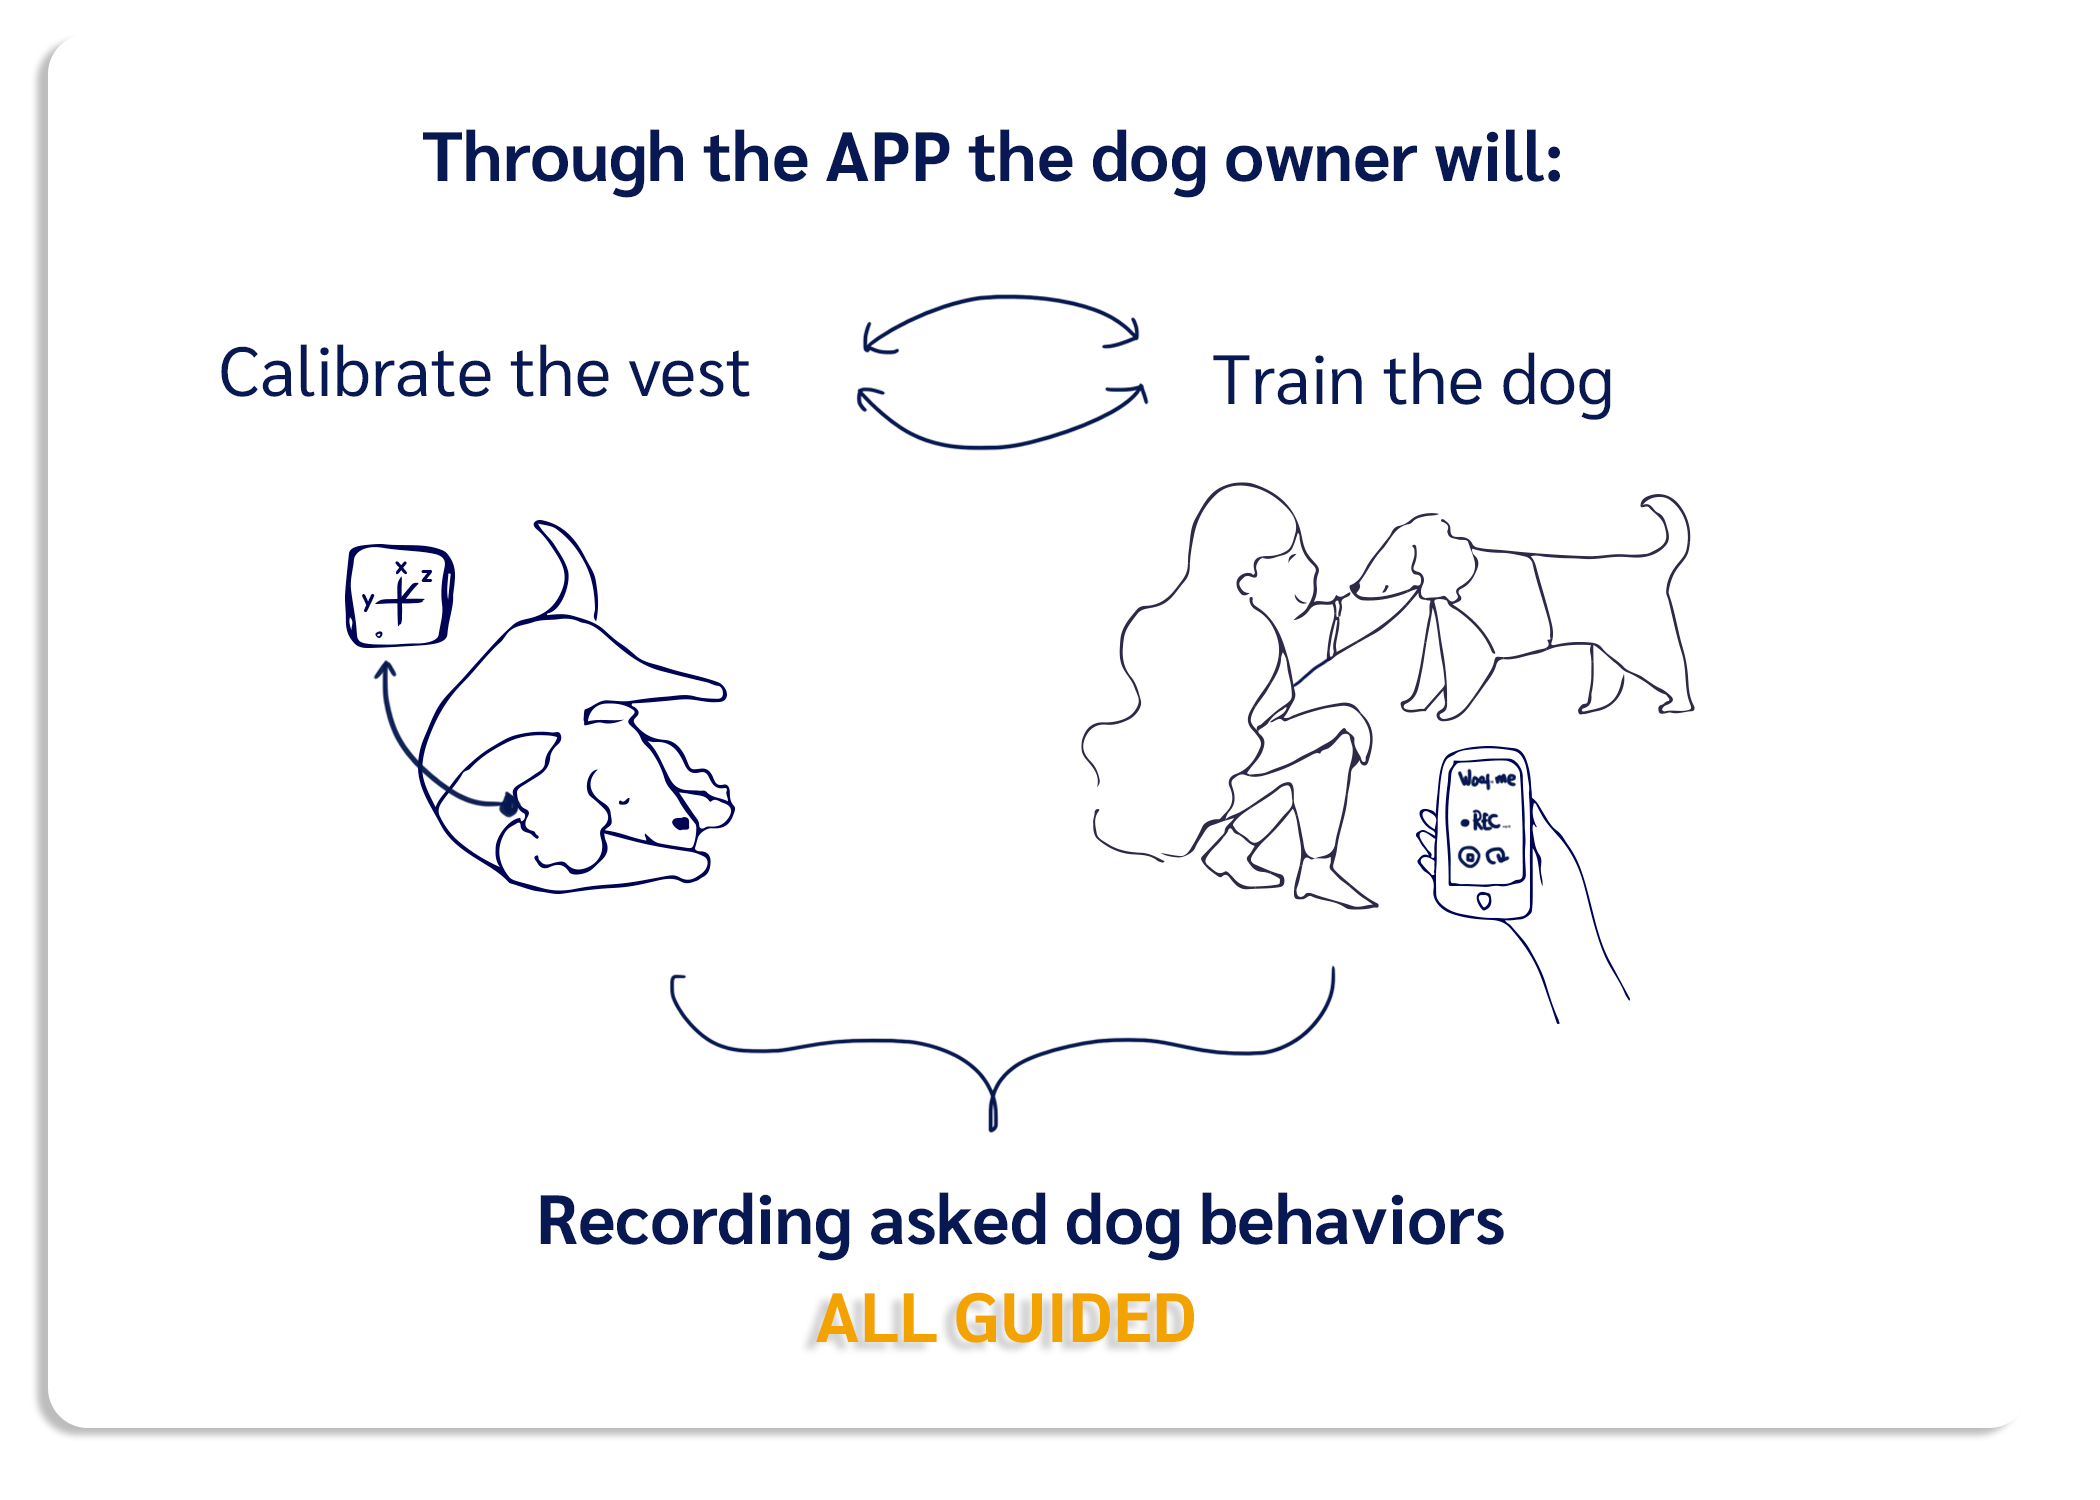 Through the APP the dog owner will:
Calibrate the vest
Train the dog
x
z
y
Woof.me
• REC...
Recording asked dog behaviors
ALL GUIDED